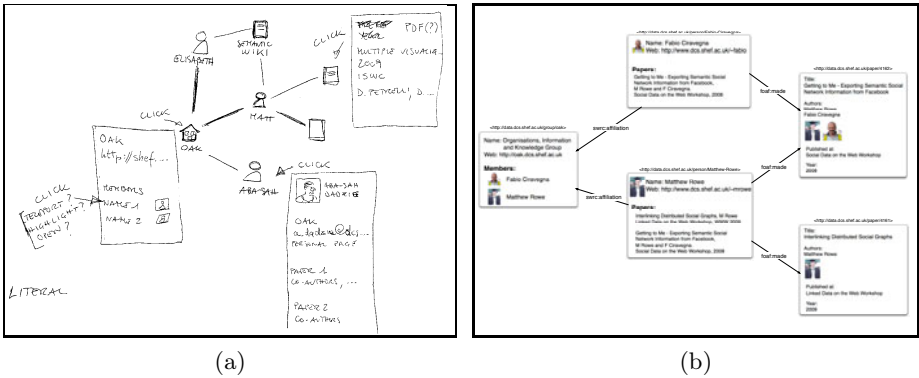 ELISABETH
SEMANTIC
WIKI
CLICK
PDF(?)
MULTIPLE VISUALIS
2009
ISWC
D. PETRELLI, D. ...
MATT
CLICK
OAK
OAK
http://shef....
MEMBERS
NAME 1
NAME 2
CLICK
TELEPORT?
HIGHLIGHT?
OPEN?
LITERAL
ABA-SAH
CLICK
ABA-SAH
DADZIE
OAK
PERSONAL PAGE
PAPER 1
CO-AUTHORS, ...
PAPER 2
CO-AUTHORS
(a)
Name: Fabio Ciravegna
Web: http://www.dcs.shef.ac.uk/~fabio
Papers:
Getting to Me - Exporting Semantic Social
Network Information from Facebook
M Rowe and F Ciravegna.
Social Data on the Web Workshop, 2008
swrc:affiliation
foaf:made
Title:
Getting to Me - Exporting Semantic Social
Network Information from Facebook
Authors:
Matthew Rowe
Fabio Ciravegna
Published at:
Social Data on the Web Workshop
Name: Organisations, Information
and Knowledge Group
Web: http://oak.dcs.shef.ac.uk
Members:
Fabio Ciravegna
Matthew Rowe
swrc:affiliation
<http://data.dcs.shef.ac.uk/person/Matthew-Rowe>
Name: Matthew Rowe
Web: http://www.dcs.shef.ac.uk/~mrowe
Papers:
Interlinking Distributed Social Graphs, M Rowe
Getting to Me - Exporting Semantic Social
Network Information from Facebook,
M Rowe and F Ciravegna.
Social Data on the Web Workshop, 2008
foaf:made
foaf:made
Title:
Interlinking Distributed Social Graphs
Authors:
Matthew Rowe
Published at:
Linked Data on the Web Workshop
Year:
2009
(b)